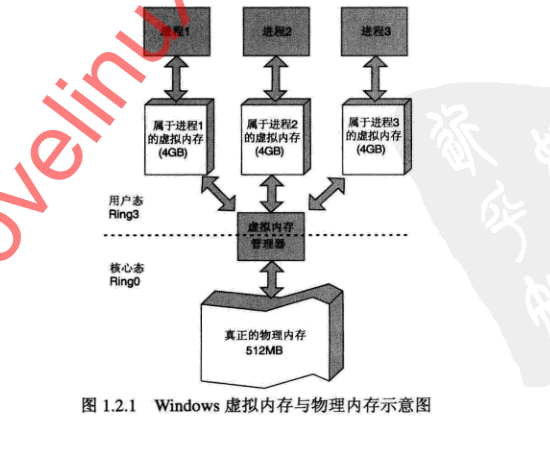 进程1
进程2
进程3
属于进程1
的虚拟内存
(4GB)
属于进程2
的虚拟内存
(4GB)
属于进程3
的虚拟内存
(4GB)
用户态
Ring3
虚拟内存
管理器
核心态
Ring0
真正的物理内存
512MB
图 1.2.1 Windows 虚拟内存与物理内存示意图
ovelinux